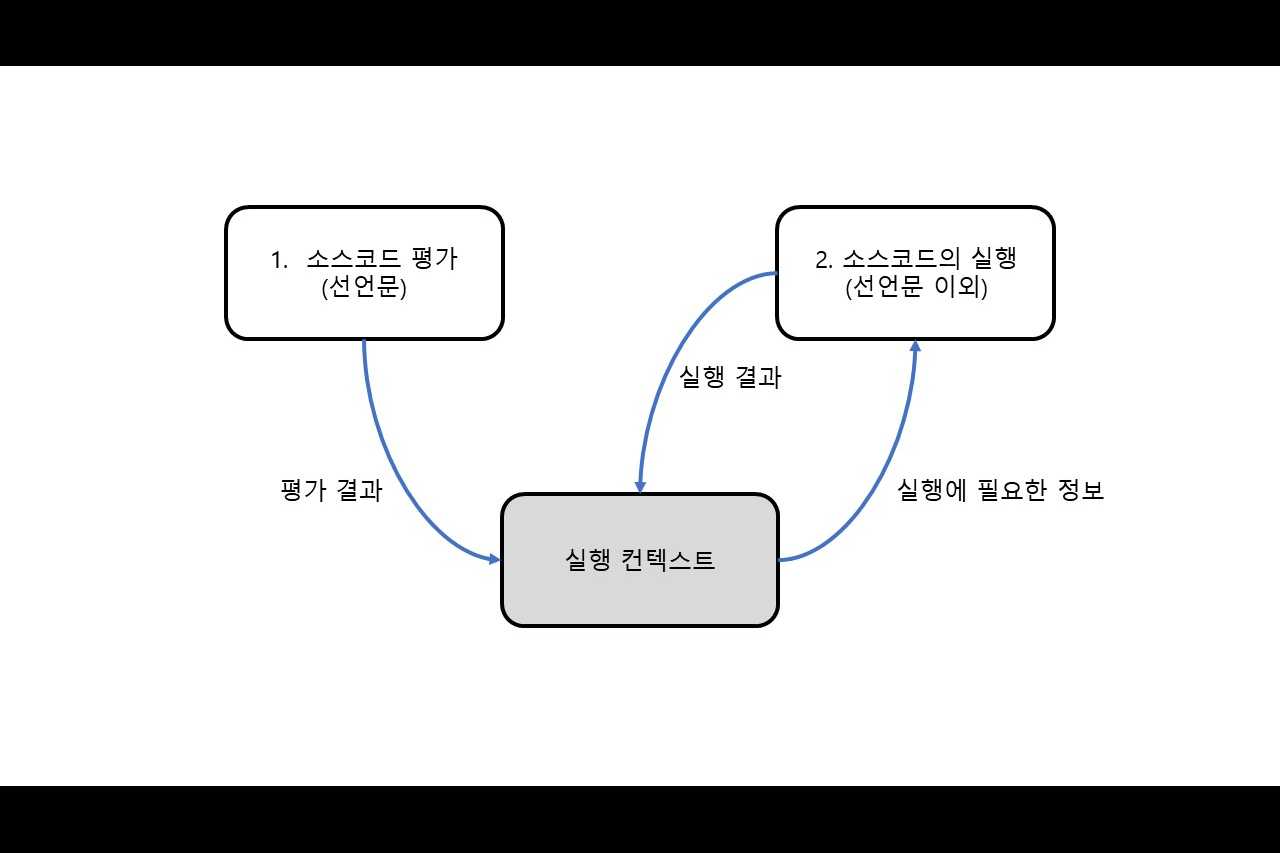 1. 소스코드 평가
(선언문)
2. 소스코드의 실행
(선언문 이외)
실행 결과
평가 결과
실행에 필요한 정보
실행 컨텍스트